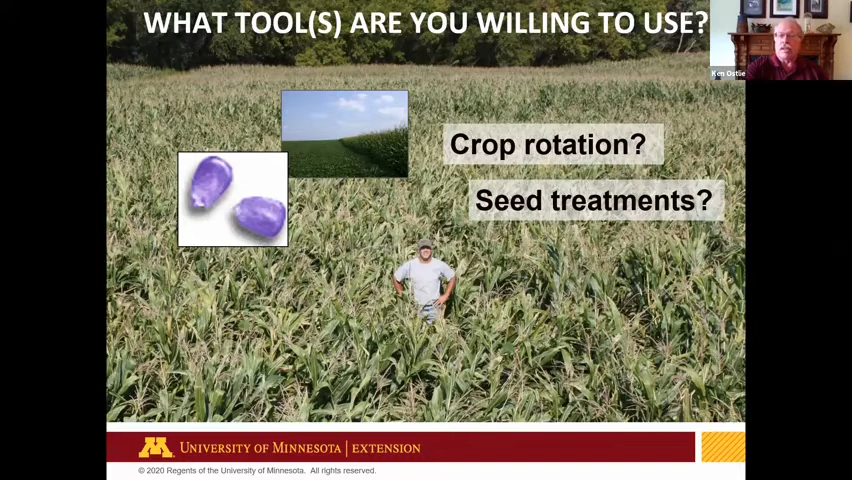 WHAT TOOL(S) ARE YOU WILLING TO USE?
Ken Ostlie
Crop rotation?
Seed treatments?
UNIVERSITY OF MINNESOTA | EXTENSION
© 2020 Regents of the University of Minnesota. All rights reserved.